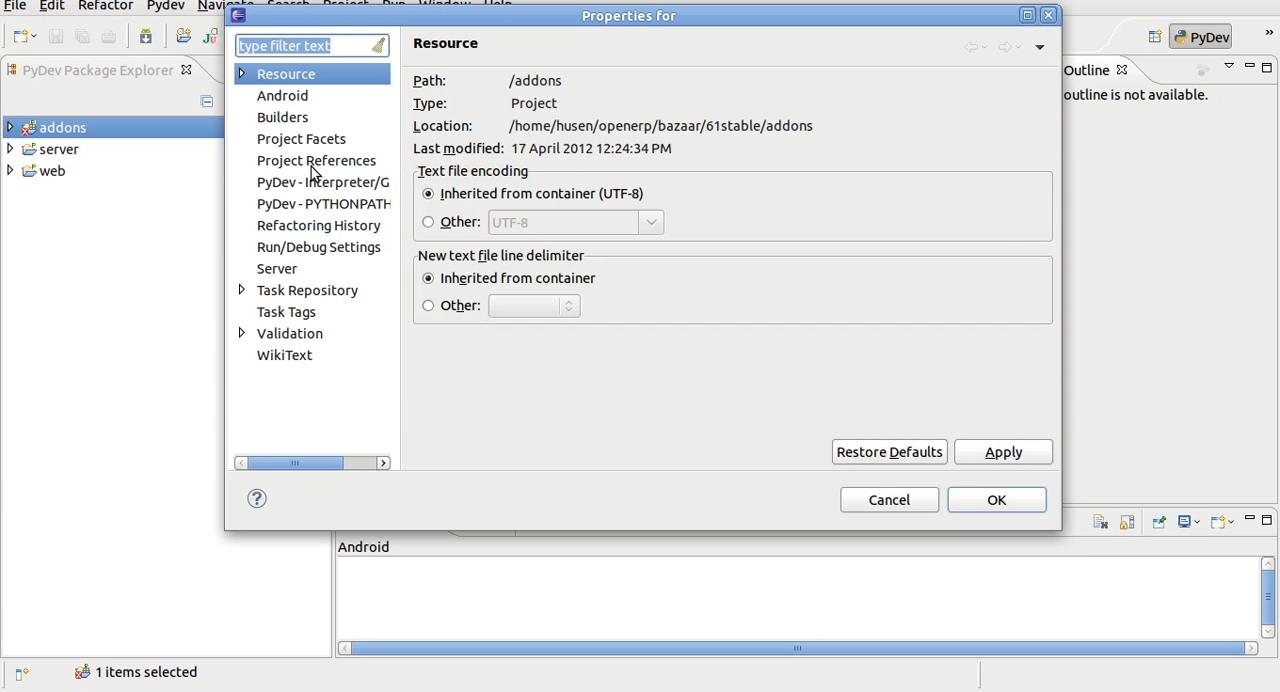 File Edit Refactor Pydev
Properties for
PyDev
»
PyDev Package Explorer
addons
server
web
type filter text
Resource
Android
Builders
Project Facets
Project References
PyDev - Interpreter/G
PyDev - PYTHONPATH
Refactoring History
Run/Debug Settings
Server
Task Repository
Task Tags
Validation
WikiText
Resource
Path: /addons
Type: Project
Location: /home/husen/openerp/bazaar/61stable/addons
Last modified: 17 April 2012 12:24:34 PM
Text file encoding
Inherited from container (UTF-8)
Other: UTF-8
New text file line delimiter
Inherited from container
Other:
Restore Defaults Apply
? Cancel OK
Outline
outline is not available.
Android
1 items selected